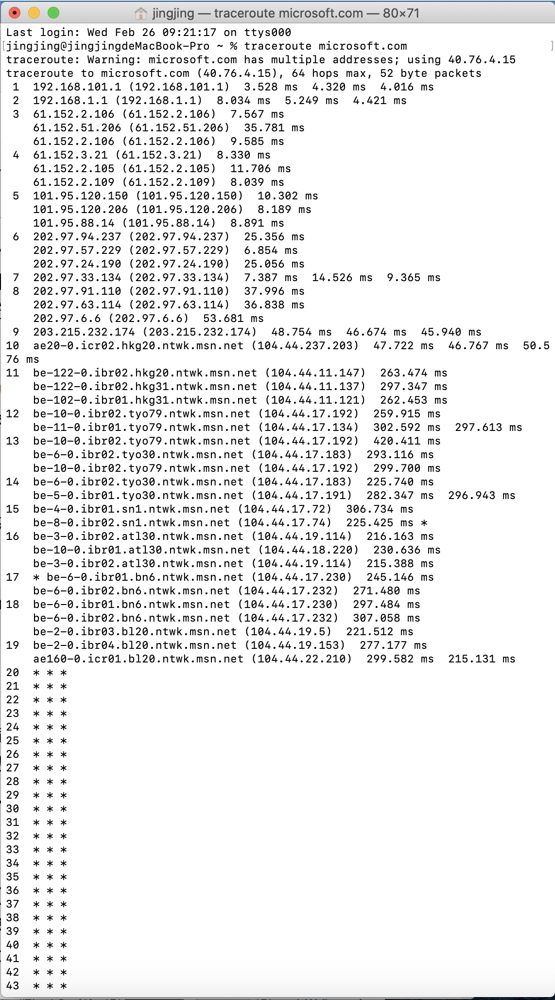 jingjing — traceroute microsoft.com — 80×71
Last login: Wed Feb 26 09:21:17 on ttys000
[jingjing@jingjingdeMacBook-Pro ~ % traceroute microsoft.com ]
traceroute: Warning: microsoft.com has multiple addresses; using 40.76.4.15
traceroute to microsoft.com (40.76.4.15), 64 hops max, 52 byte packets
 1  192.168.101.1 (192.168.101.1)  3.528 ms  4.320 ms  4.016 ms
 2  192.168.1.1 (192.168.1.1)  8.034 ms  5.249 ms  4.421 ms
 3  61.152.2.106 (61.152.2.106)  7.567 ms
    61.152.51.206 (61.152.51.206)  35.781 ms
    61.152.2.106 (61.152.2.106)  9.585 ms
 4  61.152.3.21 (61.152.3.21)  8.330 ms
    61.152.2.105 (61.152.2.105)  11.706 ms
    61.152.2.109 (61.152.2.109)  8.039 ms
 5  101.95.120.150 (101.95.120.150)  10.302 ms
    101.95.120.206 (101.95.120.206)  8.189 ms
    101.95.88.14 (101.95.88.14)  8.891 ms
 6  202.97.94.237 (202.97.94.237)  25.356 ms
    202.97.57.229 (202.97.57.229)  6.854 ms
    202.97.24.190 (202.97.24.190)  25.056 ms
 7  202.97.33.134 (202.97.33.134)  7.387 ms  14.526 ms  9.365 ms
 8  202.97.91.110 (202.97.91.110)  37.996 ms
    202.97.63.114 (202.97.63.114)  36.838 ms
    202.97.6.6 (202.97.6.6)  53.681 ms
 9  203.215.232.174 (203.215.232.174)  48.754 ms  46.674 ms  45.940 ms
10  ae20-0.icr02.hkg20.ntwk.msn.net (104.44.237.203)  47.722 ms  46.767 ms  50.5
76 ms
11  be-122-0.ibr02.hkg20.ntwk.msn.net (104.44.11.147)  263.474 ms
    be-122-0.ibr02.hkg31.ntwk.msn.net (104.44.11.137)  297.347 ms
    be-102-0.ibr01.hkg31.ntwk.msn.net (104.44.11.121)  262.453 ms
12  be-10-0.ibr02.tyo79.ntwk.msn.net (104.44.17.192)  259.915 ms
    be-11-0.ibr01.tyo79.ntwk.msn.net (104.44.17.134)  302.592 ms  297.613 ms
13  be-10-0.ibr02.tyo79.ntwk.msn.net (104.44.17.192)  420.411 ms
    be-6-0.ibr02.tyo30.ntwk.msn.net (104.44.17.183)  293.116 ms
    be-10-0.ibr02.tyo79.ntwk.msn.net (104.44.17.192)  299.700 ms
14  be-6-0.ibr02.tyo30.ntwk.msn.net (104.44.17.183)  225.740 ms
    be-5-0.ibr01.tyo30.ntwk.msn.net (104.44.17.191)  282.347 ms  296.943 ms
15  be-4-0.ibr01.sn1.ntwk.msn.net (104.44.17.72)  306.734 ms
    be-8-0.ibr02.sn1.ntwk.msn.net (104.44.17.74)  225.425 ms *
16  be-3-0.ibr02.atl30.ntwk.msn.net (104.44.19.114)  216.163 ms
    be-10-0.ibr01.atl30.ntwk.msn.net (104.44.18.220)  230.636 ms
    be-3-0.ibr02.atl30.ntwk.msn.net (104.44.19.114)  215.388 ms
17  * be-6-0.ibr01.bn6.ntwk.msn.net (104.44.17.230)  245.146 ms
    be-6-0.ibr02.bn6.ntwk.msn.net (104.44.17.232)  271.480 ms
18  be-6-0.ibr01.bn6.ntwk.msn.net (104.44.17.230)  297.484 ms
    be-6-0.ibr02.bn6.ntwk.msn.net (104.44.17.232)  307.058 ms
    be-2-0.ibr03.bl20.ntwk.msn.net (104.44.19.5)  221.512 ms
19  be-2-0.ibr04.bl20.ntwk.msn.net (104.44.19.153)  277.177 ms
    ae160-0.icr01.bl20.ntwk.msn.net (104.44.22.210)  299.582 ms  215.131 ms
20  * * *
21  * * *
22  * * *
23  * * *
24  * * *
25  * * *
26  * * *
27  * * *
28  * * *
29  * * *
30  * * *
31  * * *
32  * * *
33  * * *
34  * * *
35  * * *
36  * * *
37  * * *
38  * * *
39  * * *
40  * * *
41  * * *
42  * * *
43  * * *